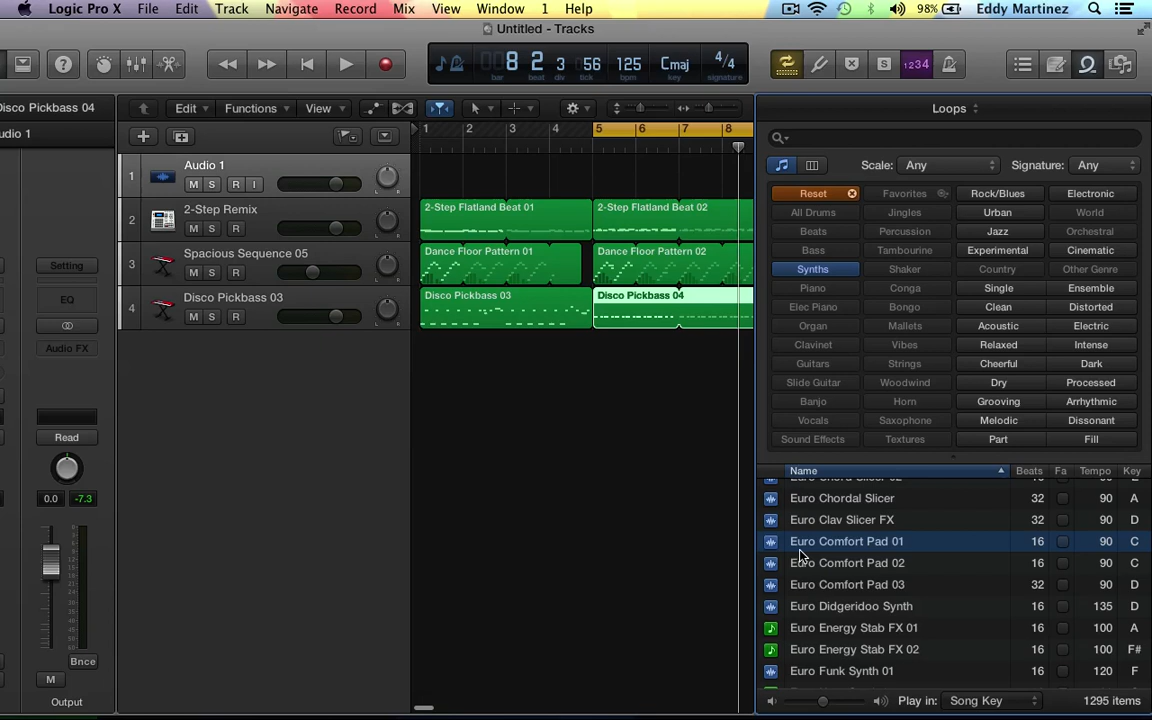 Logic Pro X File Edit Track Navigate Record Mix View Window 1 Help 98% Eddy Martinez
Untitled - Tracks
8 2 3 56 125 Cmaj 4/4
bar beat div tick bpm key signature
1234
Disco Pickbass 04
udio 1
Edit Functions View
Loops
1 2 3 4 5 6 7 8
Scale: Any Signature: Any
1 Audio 1
M S R I
2 2-Step Remix
M S R
3 Spacious Sequence 05
M S R
4 Disco Pickbass 03
M S R
2-Step Flatland Beat 01 2-Step Flatland Beat 02
Dance Floor Pattern 01 Dance Floor Pattern 02
Disco Pickbass 03 Disco Pickbass 04
Setting
EQ
Audio FX
Read
0.0 -7.3
Bnce
M
Output
Reset Favorites Rock/Blues Electronic
All Drums Jingles Urban World
Beats Percussion Jazz Orchestral
Bass Tambourine Experimental Cinematic
Synths Shaker Country Other Genre
Piano Conga Single Ensemble
Elec Piano Bongo Clean Distorted
Organ Mallets Acoustic Electric
Clavinet Vibes Relaxed Intense
Guitars Strings Cheerful Dark
Slide Guitar Woodwind Dry Processed
Banjo Horn Grooving Arrhythmic
Vocals Saxophone Melodic Dissonant
Sound Effects Textures Part Fill
Name Beats Fa Tempo Key
Euro Chordal Slicer 32 90 A
Euro Clav Slicer FX 32 90 D
Euro Comfort Pad 01 16 90 C
Euro Comfort Pad 02 16 90 C
Euro Comfort Pad 03 32 90 D
Euro Didgeridoo Synth 16 135 D
Euro Energy Stab FX 01 16 100 A
Euro Energy Stab FX 02 16 100 F#
Euro Funk Synth 01 16 120 F
Play in: Song Key 1295 items